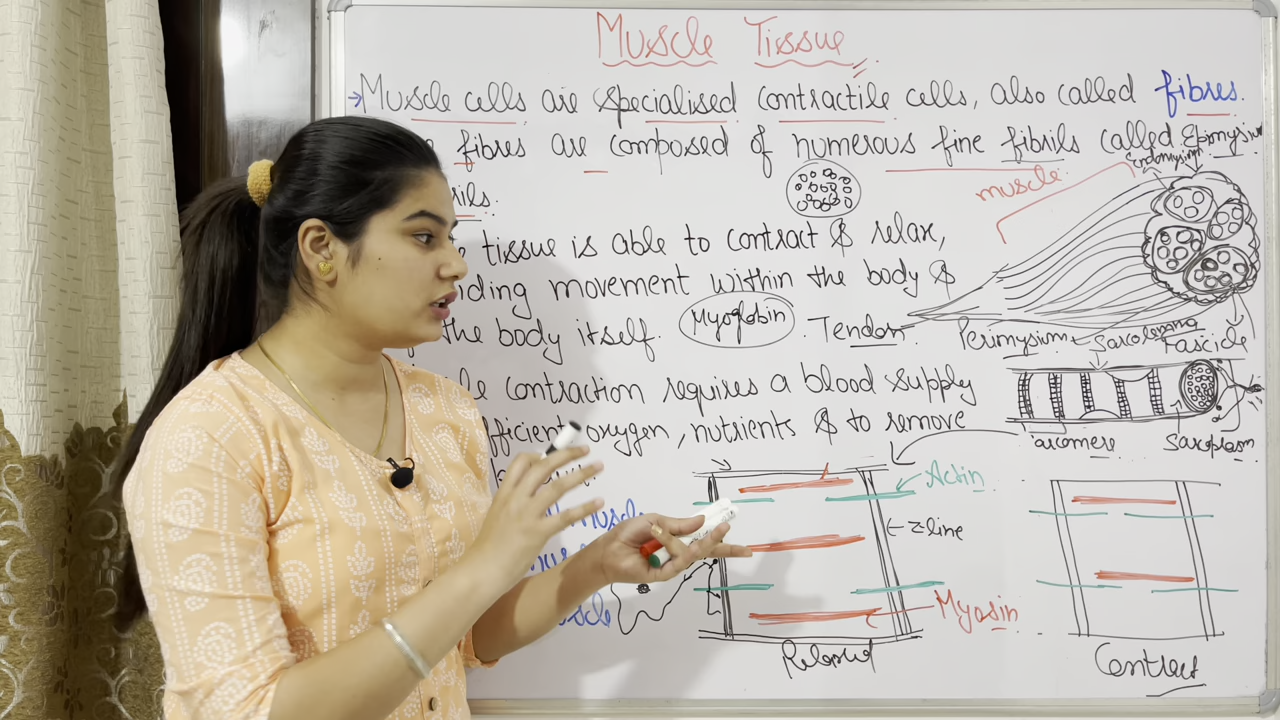 Muscle Tissue
→ Muscle cells are specialised contractile cells, also called fibres.
fibres are composed of numerous fine fibrils called
Epimysium
Endomysium
muscle
tissue is able to contract & relax,
movement within the body &
the body itself.
Myoglobin
Tendon
Perimysium
Sarcolemma
Fascicle
contraction requires a blood supply
oxygen, nutrients & to remove
Sarcoplasm
Actin
Z line
Myosin
Relaxed
Contract